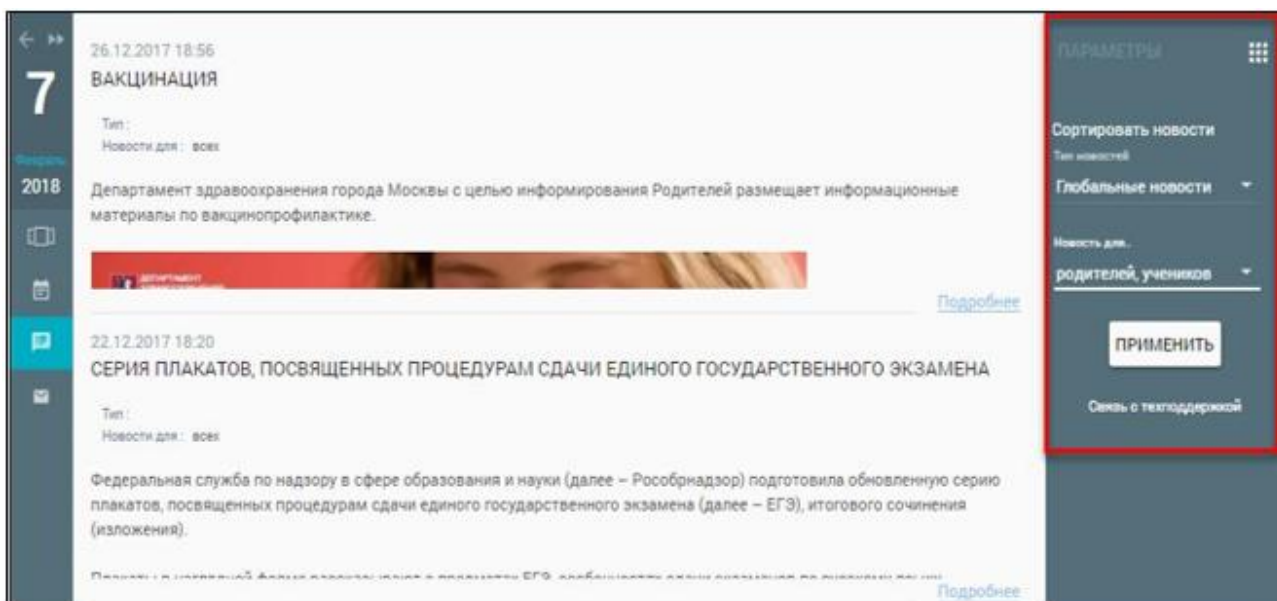 7
Февраль
2018
26.12.2017 18:56
ВАКЦИНАЦИЯ
Тип :
Новости для : всех
Департамент здравоохранения города Москвы с целью информирования Родителей размещает информационные
материалы по вакцинопрофилактике.
ДЕПАРТАМЕНТ
Подробнее
22.12.2017 18:20
СЕРИЯ ПЛАКАТОВ, ПОСВЯЩЕННЫХ ПРОЦЕДУРАМ СДАЧИ ЕДИНОГО ГОСУДАРСТВЕННОГО ЭКЗАМЕНА
Тип :
Новости для : всех
Федеральная служба по надзору в сфере образования и науки (далее – Рособрнадзор) подготовила обновленную серию
плакатов, посвященных процедурам сдачи единого государственного экзамена (далее – ЕГЭ), итогового сочинения
(изложения).
Подробнее
ПАРАМЕТРЫ
Сортировать новости
Тип новостей
Глобальные новости
Новость для..
родителей, учеников
ПРИМЕНИТЬ
Связь с техподдержкой